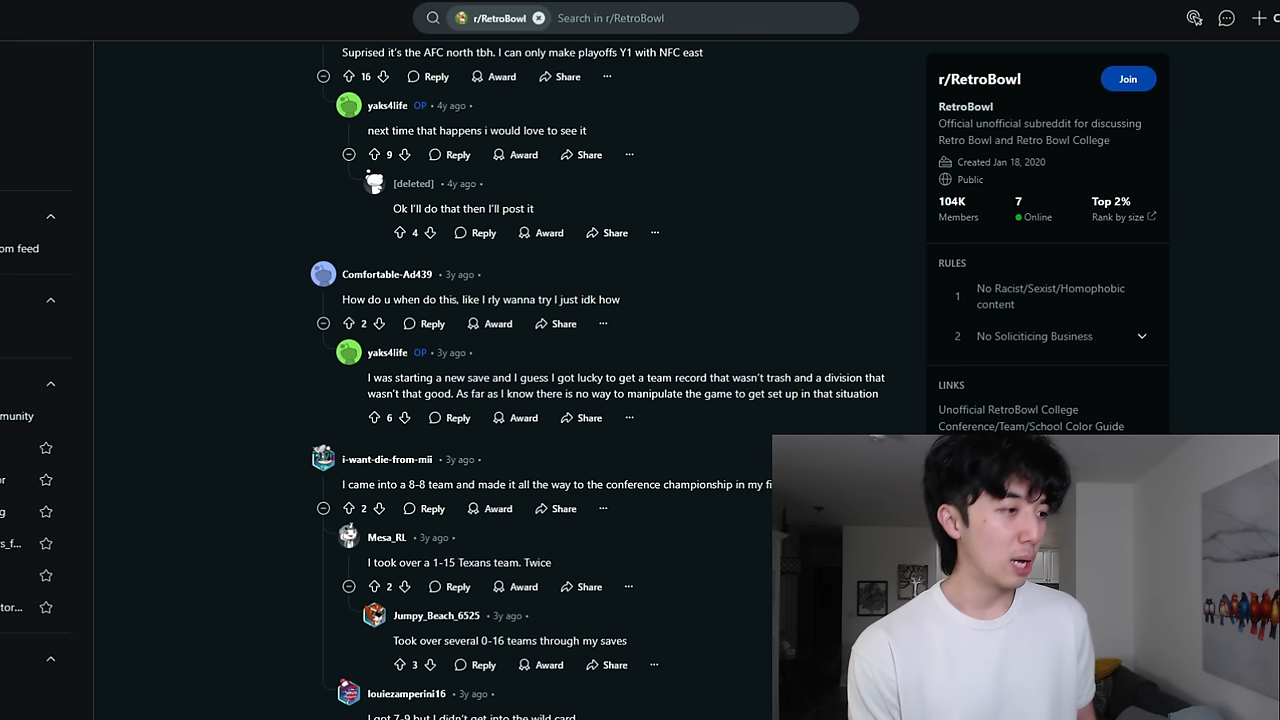 r/RetroBowl
Search in r/RetroBowl
Suprised it's the AFC north tbh. I can only make playoffs Y1 with NFC east
16 Reply Award Share
yaks4life OP • 4y ago •
next time that happens i would love to see it
9 Reply Award Share
[deleted] • 4y ago •
Ok I'll do that then I'll post it
4 Reply Award Share
Comfortable-Ad439 • 3y ago •
How do u when do this, like I rly wanna try I just idk how
2 Reply Award Share
yaks4life OP • 3y ago •
I was starting a new save and I guess I got lucky to get a team record that wasn't trash and a division that
wasn't that good. As far as I know there is no way to manipulate the game to get set up in that situation
6 Reply Award Share
i-want-die-from-mii • 3y ago •
I came into a 8-8 team and made it all the way to the conference championship in my fi
2 Reply Award Share
Mesa_RL • 3y ago •
I took over a 1-15 Texans team. Twice
2 Reply Award Share
Jumpy_Beach_6525 • 3y ago •
Took over several 0-16 teams through my saves
3 Reply Award Share
louiezamperini16 • 3y ago •
I got 7-9 but I didn't get into the wild card
om feed
munity
or
g
s_f...
tor...
r/RetroBowl
Join
RetroBowl
Official unofficial subreddit for discussing
Retro Bowl and Retro Bowl College
Created Jan 18, 2020
Public
104K 7 Top 2%
Members Online Rank by size
RULES
1 No Racist/Sexist/Homophobic
content
2 No Soliciticing Business
LINKS
Unofficial RetroBowl College
Conference/Team/School Color Guide